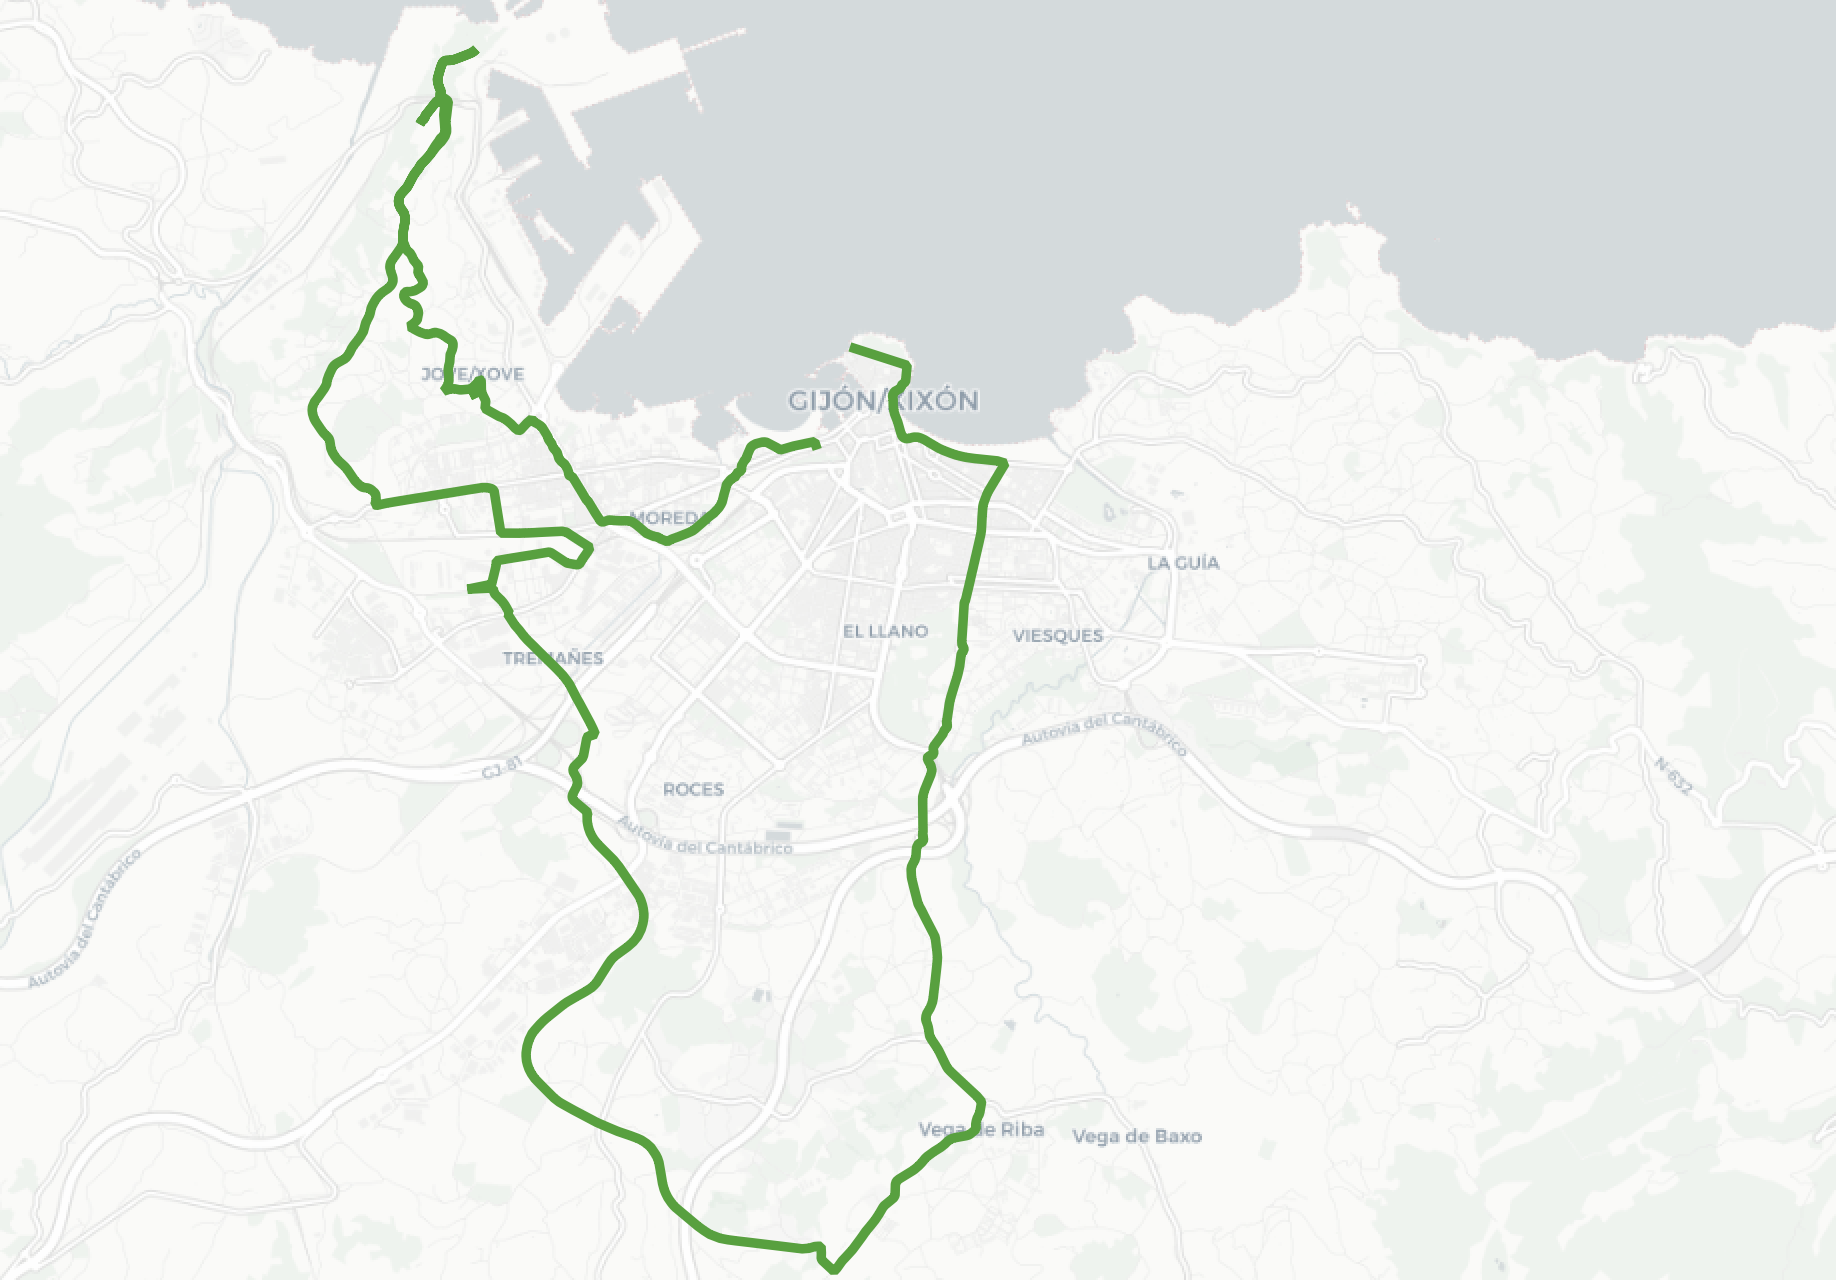 JOVE/XOVE
GIJÓN/XIXÓN
MOREDA
LA GUÍA
EL LLANO
VIESQUES
TREMAÑES
Autovía del Cantábrico
GJ-81
N-632
ROCES
Autovía del Cantábrico
Autovía del Cantábrico
Vega de Riba
Vega de Baxo